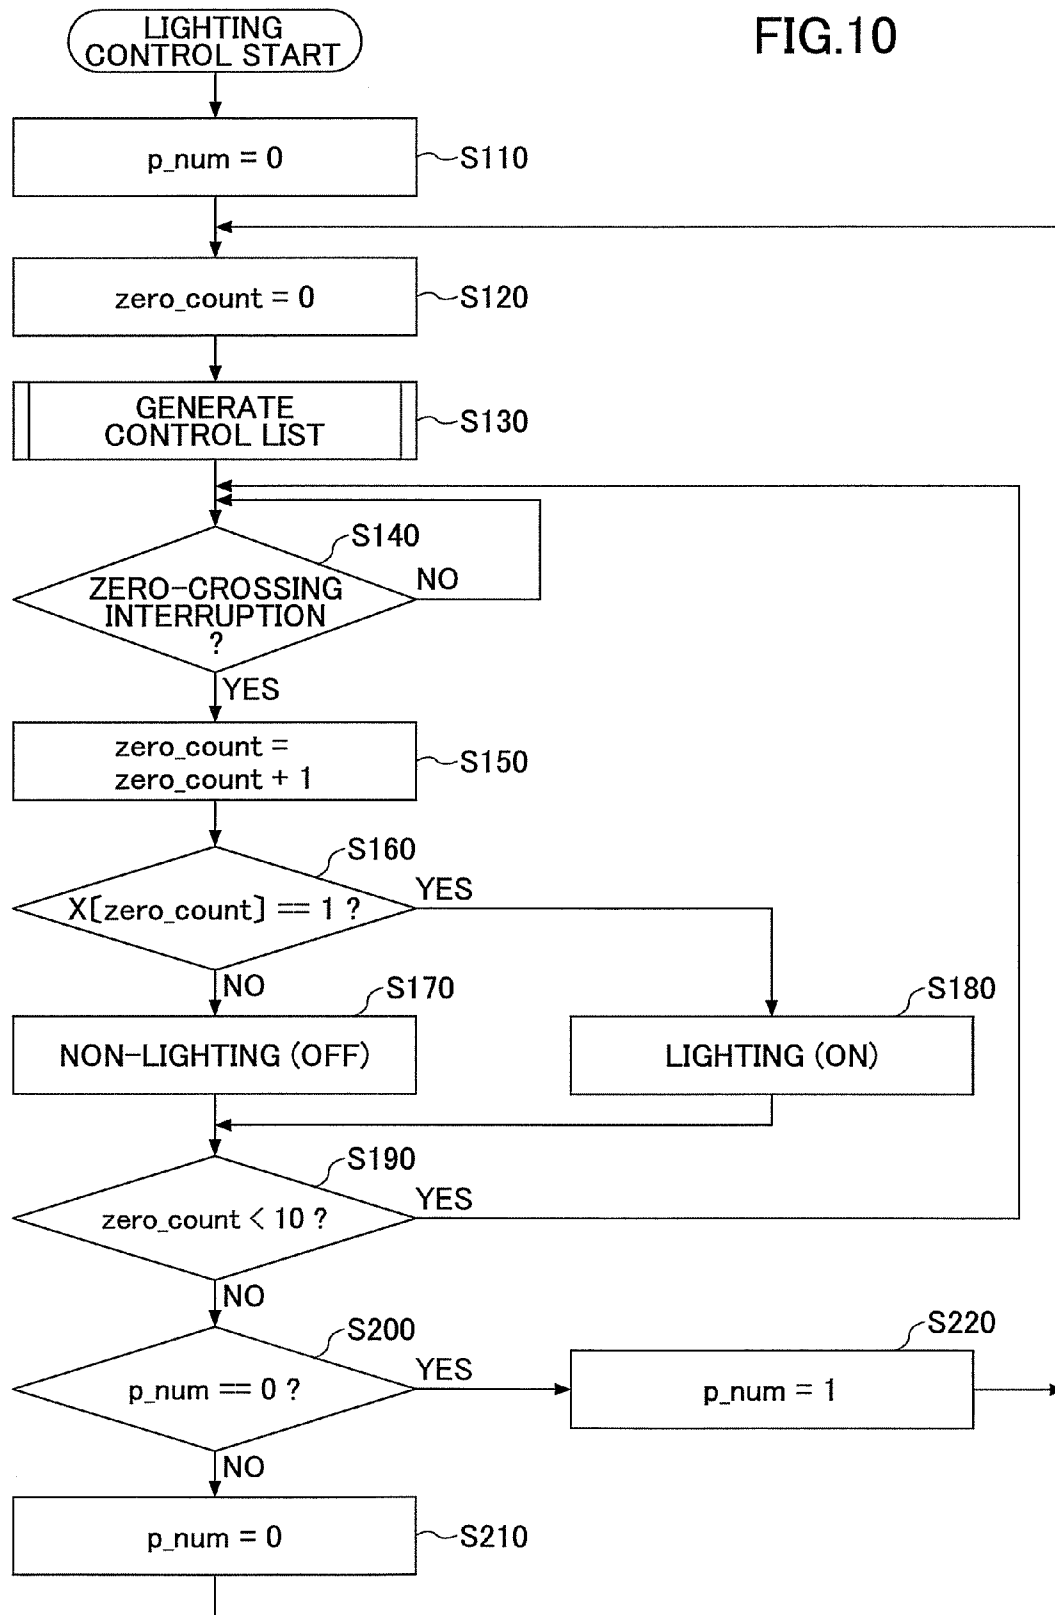 FIG.10
LIGHTING
CONTROL START
p_num = 0
S110
zero_count = 0
S120
GENERATE
CONTROL LIST
S130
S140
ZERO-CROSSING
INTERRUPTION
?
NO
YES
zero_count =
zero_count + 1
S150
S160
X[zero_count] == 1 ?
YES
NO
S170
NON-LIGHTING (OFF)
S180
LIGHTING (ON)
S190
zero_count < 10 ?
YES
NO
S200
p_num == 0 ?
YES
S220
p_num = 1
NO
p_num = 0
S210